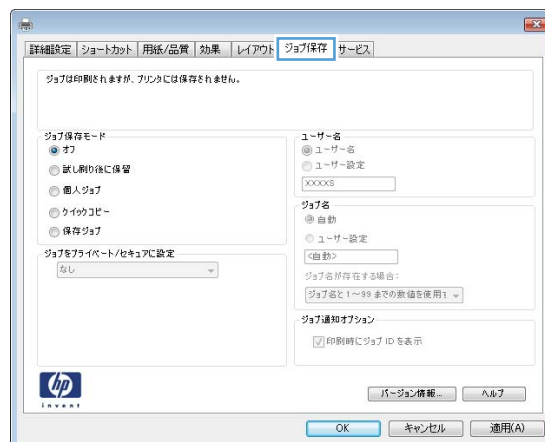 詳細設定 ショートカット 用紙/品質 効果 レイアウト ジョブ保存 サービス
ジョブは印刷されますが、プリンタには保存されません。
ジョブ保存モード
オフ
試し刷り後に保留
個人ジョブ
クイックコピー
保存ジョブ
ジョブをプライベート/セキュアに設定
なし
ユーザー名
ユーザー名
ユーザー設定
XXXXS
ジョブ名
自動
ユーザー設定
<自動>
ジョブ名が存在する場合:
ジョブ名と1~99 までの数値を使用す
ジョブ通知オプション
印刷時にジョブ ID を表示
hp
invent
バージョン情報... ヘルプ
OK キャンセル 適用(A)